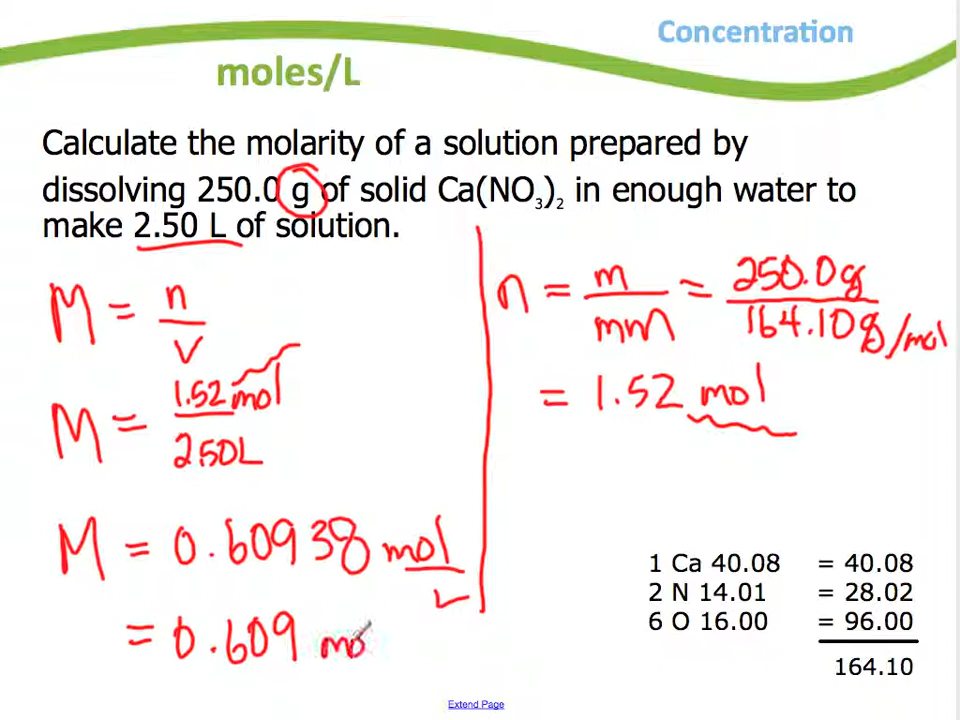 Concentration
moles/L
Calculate the molarity of a solution prepared by
dissolving 250.0 g of solid Ca(NO₃)₂ in enough water to
make 2.50 L of solution.
M = n/V
M = 1.52 mol / 2.50L
M = 0.60938 mol/L
= 0.609 mo
n = m/mm = 250.0g / 164.10g/mol
= 1.52 mol
1 Ca 40.08 = 40.08
2 N 14.01 = 28.02
6 O 16.00 = 96.00
164.10
Extend Page